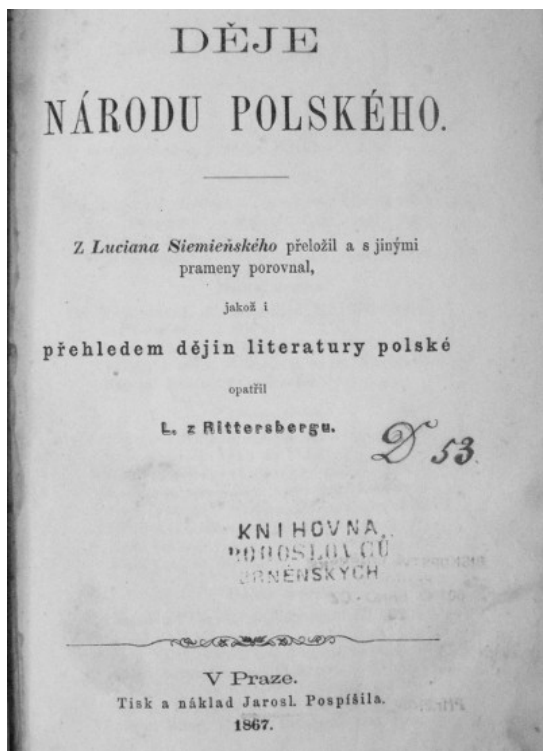 DĚJE
NÁRODU POLSKÉHO.
Z Luciana Siemieńského přeložil a s jinými
prameny porovnal,
jakož i
přehledem dějin literatury polské
opatřil
L. z Rittersbergu.
D 53.
KNIHOVNA
BOHOSLOVCŮ
BRNĚNSKÝCH
V Praze.
Tisk a náklad Jarosl. Pospíšila.
1867.